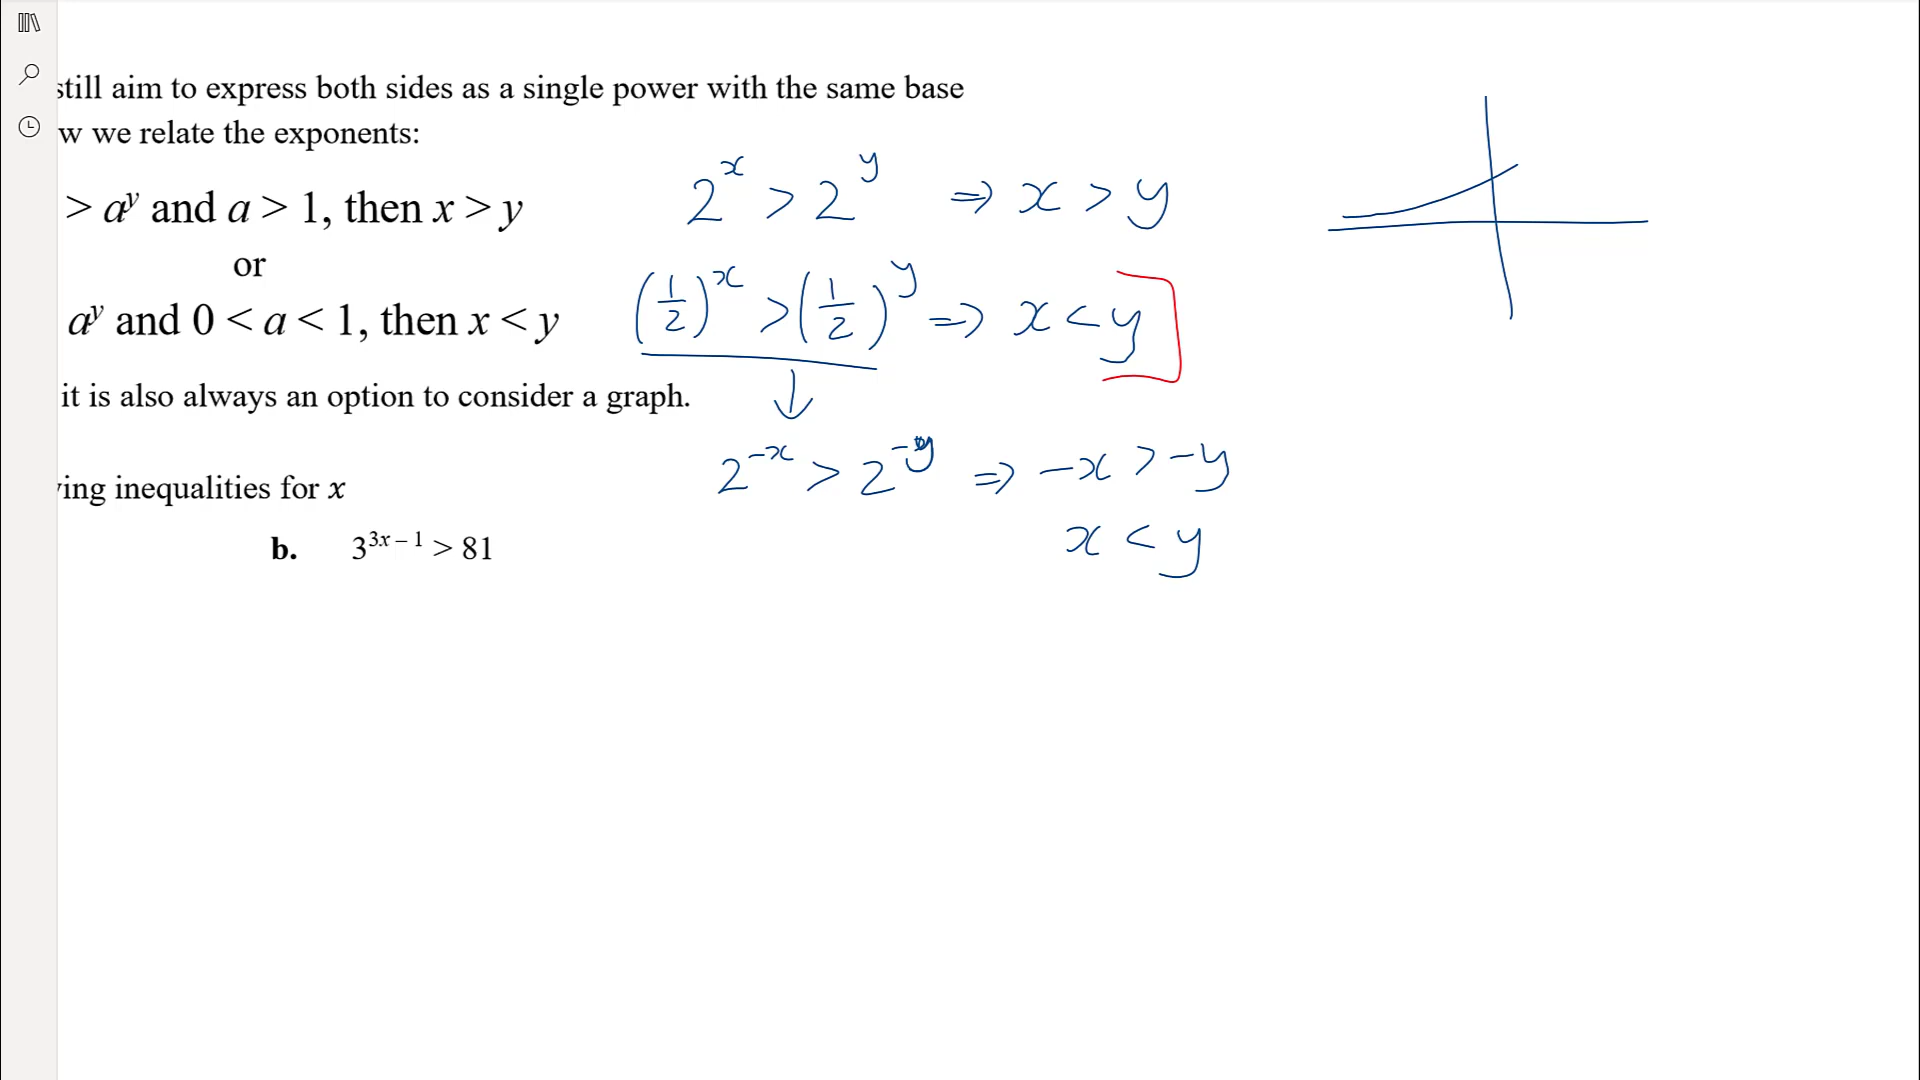 still aim to express both sides as a single power with the same base
w we relate the exponents:
> a^y and a > 1, then x > y
2^x > 2^y ⇒ x > y
or
a^y and 0 < a < 1, then x < y
(1/2)^x > (1/2)^y ⇒ x < y
it is also always an option to consider a graph.
2^-x > 2^-y ⇒ -x > -y
ving inequalities for x
x < y
b. 3^(3x – 1) > 81